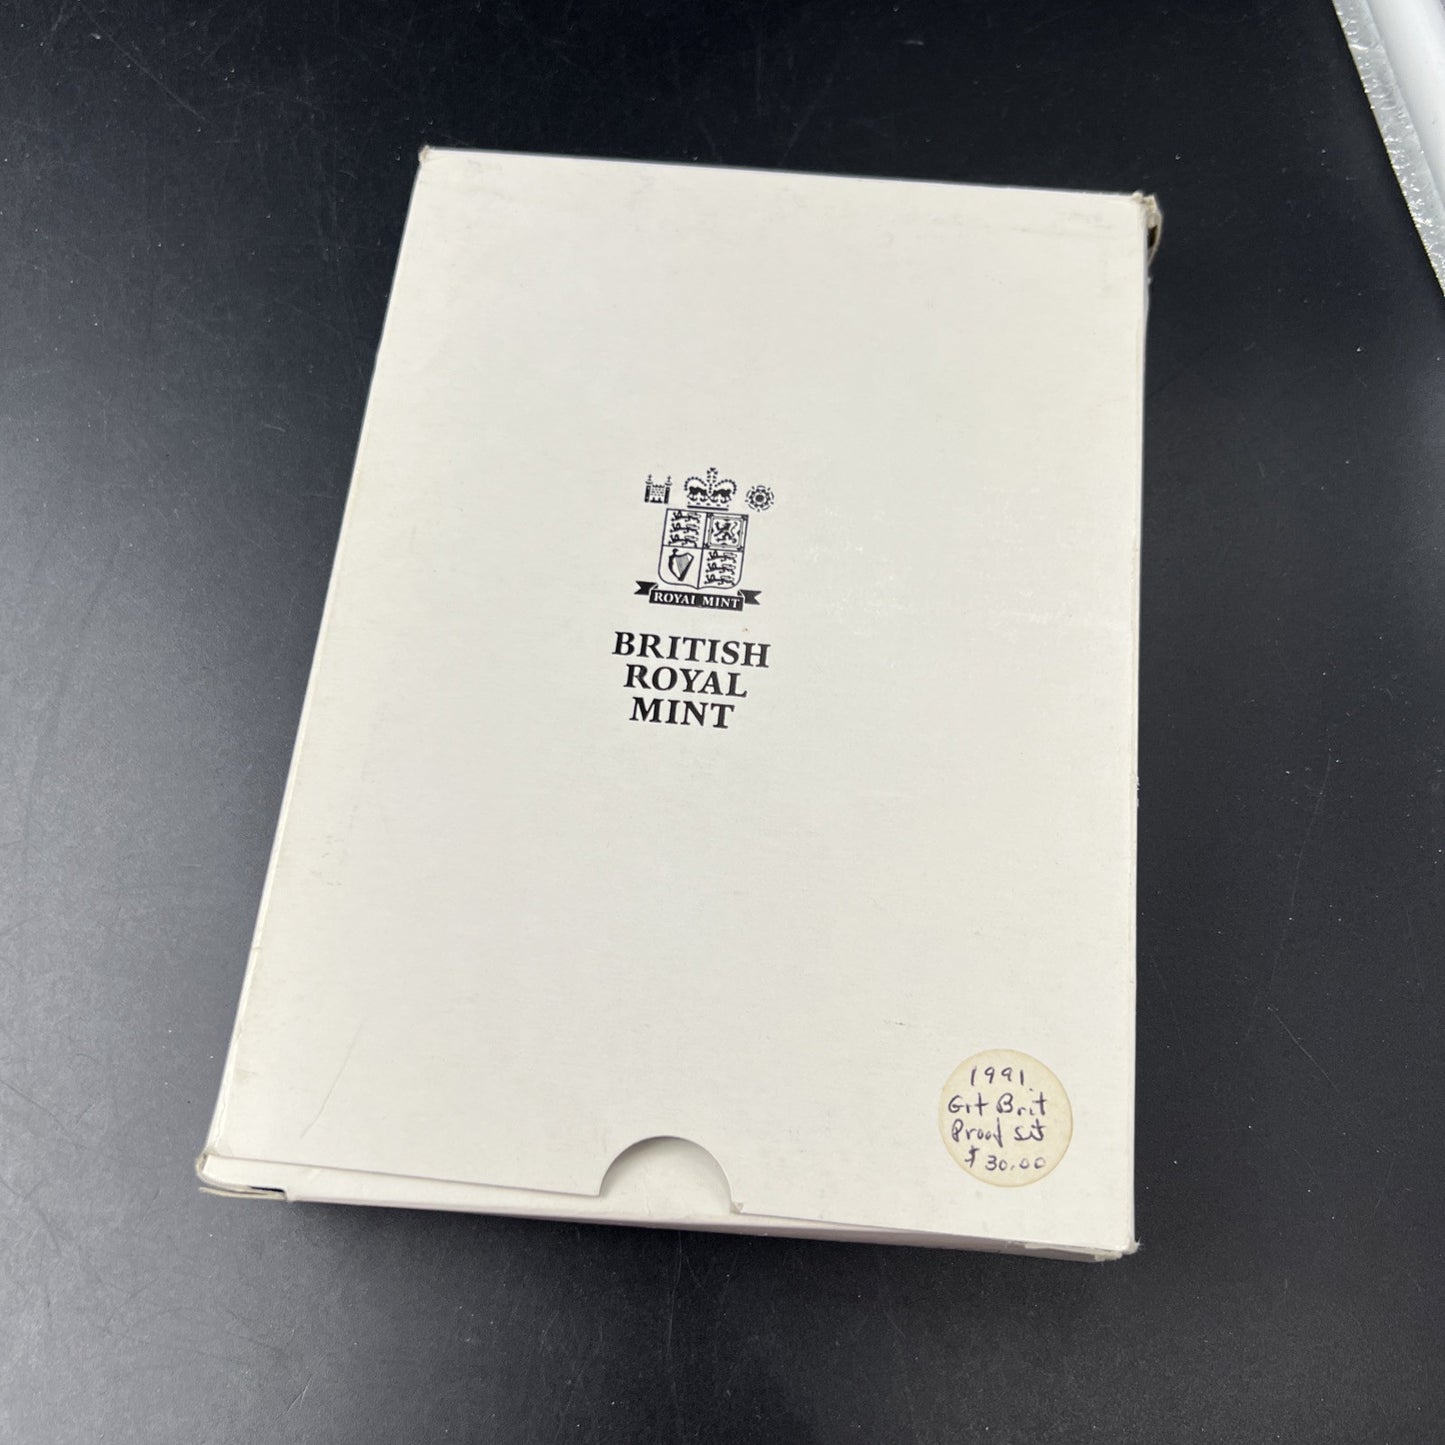 ROYAL MINT
BRITISH
ROYAL
MINT
1991.
Grt Brit
Proof Set
$30.00